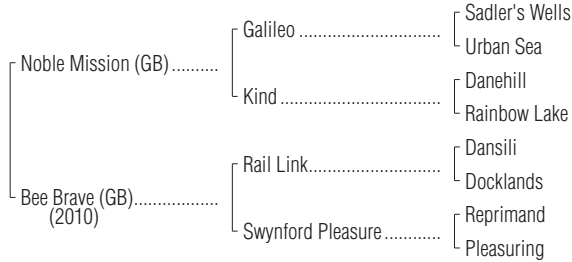 Sadler's Wells
Galileo ..............................
Urban Sea
Noble Mission (GB) ..........
Danehill
Kind ..................................
Rainbow Lake
Dansili
Rail Link............................
Docklands
Bee Brave (GB)..................
(2010)
Reprimand
Swynford Pleasure ............
Pleasuring